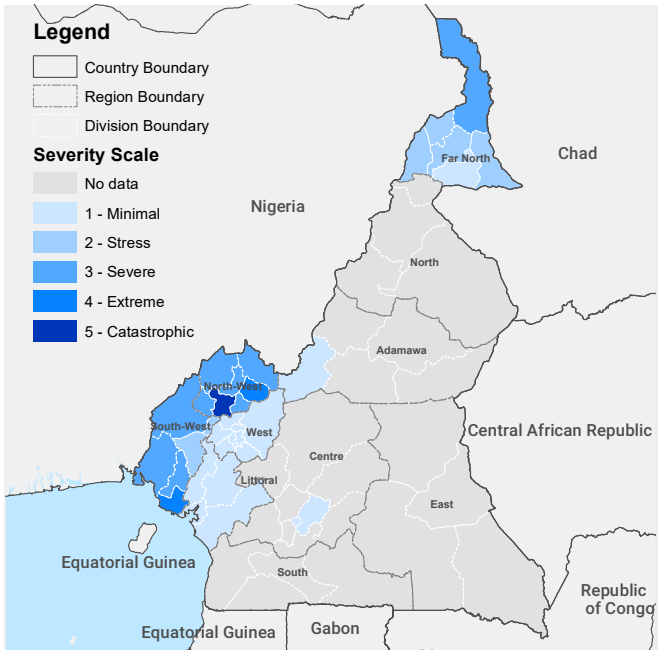 Legend
Country Boundary
Region Boundary
Division Boundary
Severity Scale
No data
1 - Minimal
2 - Stress
3 - Severe
4 - Extreme
5 - Catastrophic
Far North
Chad
Nigeria
North
Adamawa
North-West
South-West
West
Central African Republic
Centre
Littoral
East
Equatorial Guinea
South
Republic
of Congo
Equatorial Guinea
Gabon